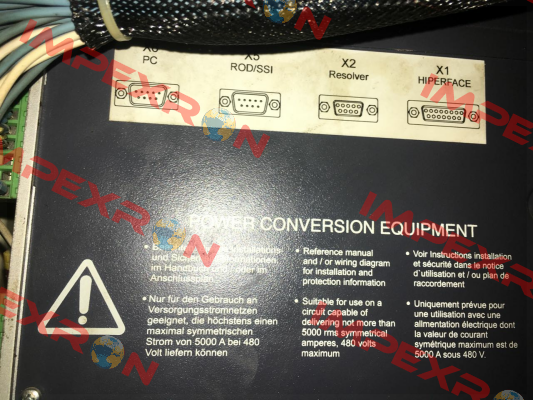 X6
PC
X5
ROD/SSI
X2
Resolver
X1
HIPERFACE
POWER CONVERSION EQUIPMENT
und
im Handbuch oder im
Anschlussplan
• Nur für den Gebrauch an
Versorgungsstromnetzen
geeignet, die höchstens einen
maximal symmetrischen
Strom von 5000 A bei 480
Volt liefern können
• Reference manual
and / or wiring diagram
for installation and
protection information
• Suitable for use on a
circuit capable of
delivering not more than
5000 rms symmetrical
amperes, 480 volts
maximum
• Voir Instructions installation
et sécurité dans le notice
d`utilisation et / ou plan de
raccordement
• Uniquement prévue pour
une utilisation avec une
alimentation électrique dont
la valeur de courant
symétrique maximum est de
5000 A sous 480 V.
IMPEXRON
IMPEXRON
IMPEXRON
IMPEXRON